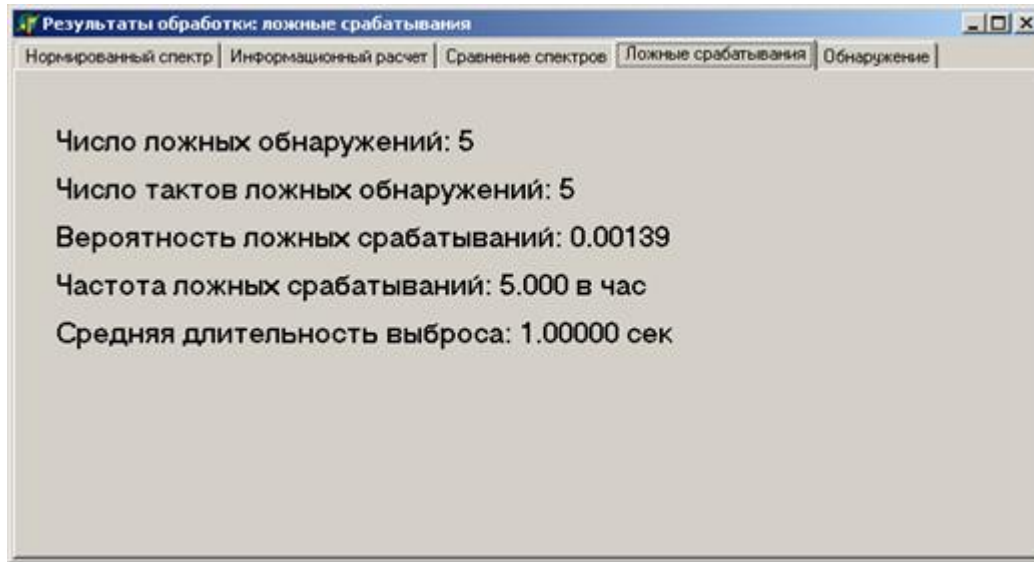 Результаты обработки: ложные срабатывания
Нормированный спектр Информационный расчет Сравнение спектров Ложные срабатывания Обнаружение
Число ложных обнаружений: 5
Число тактов ложных обнаружений: 5
Вероятность ложных срабатываний: 0.00139
Частота ложных срабатываний: 5.000 в час
Средняя длительность выброса: 1.00000 сек